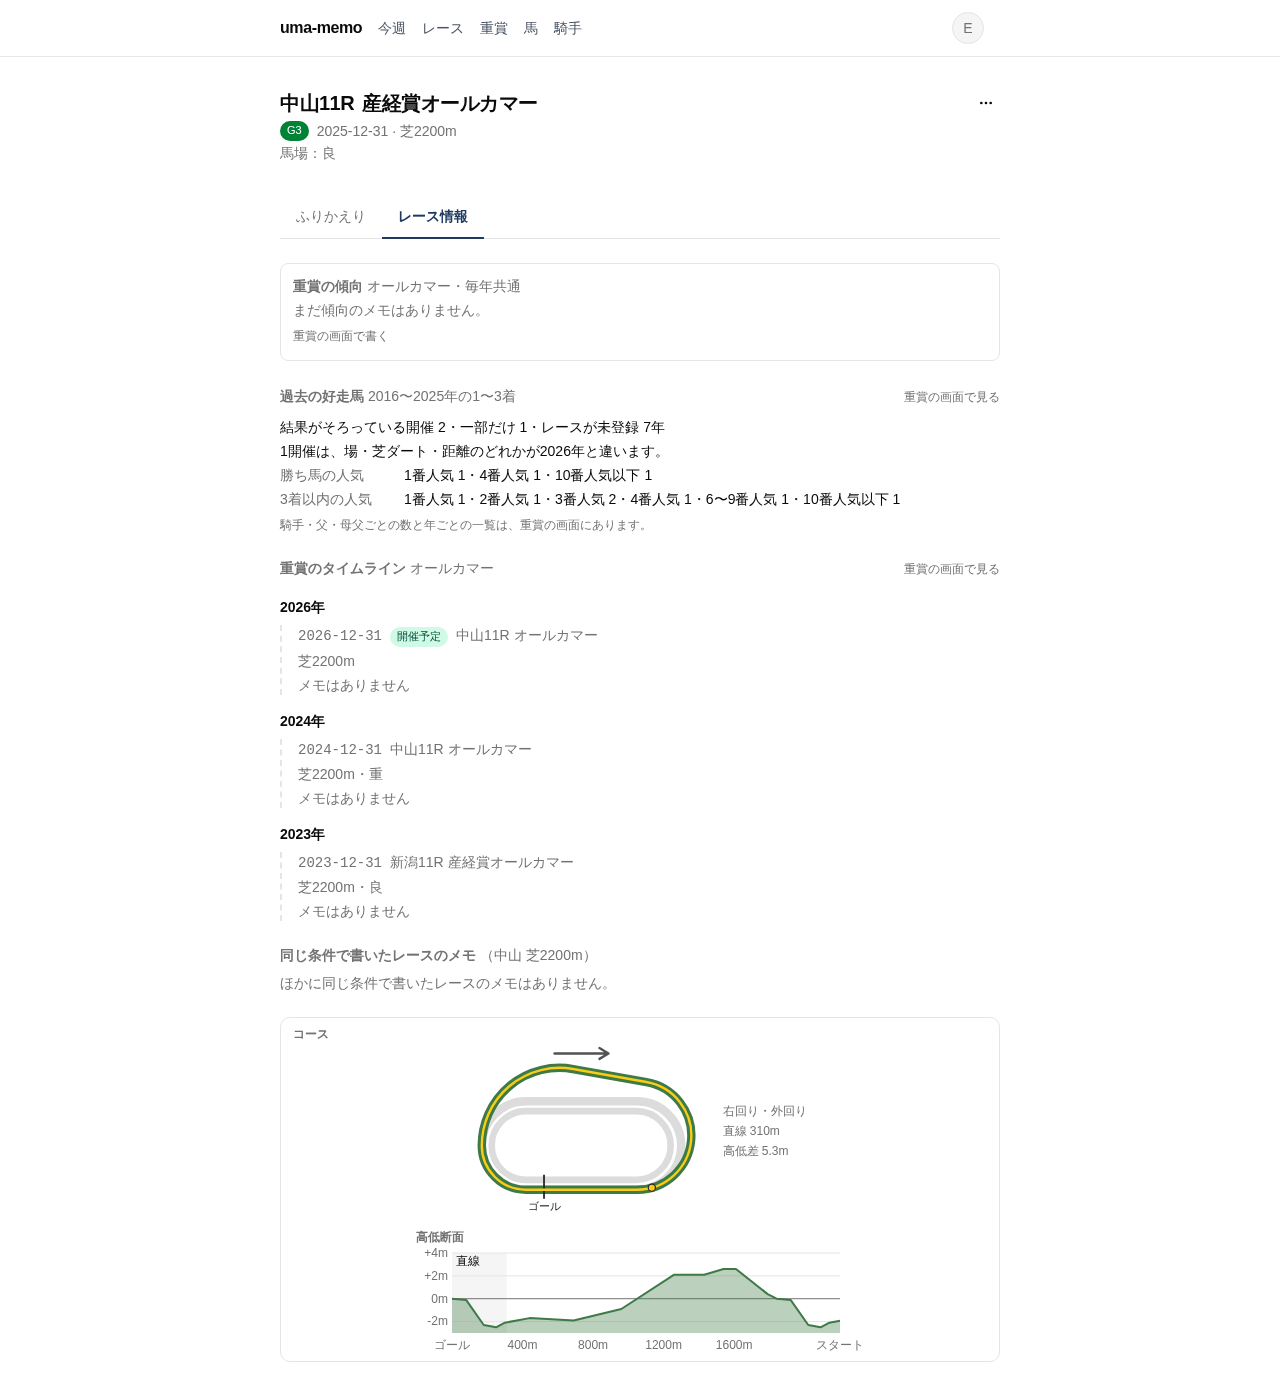 uma-memo 今週 レース 重賞 馬 騎手 E
中山11R 産経賞オールカマー ...
G3 2025-12-31 · 芝2200m
馬場：良
ふりかえり レース情報
重賞の傾向 オールカマー・毎年共通
まだ傾向のメモはありません。
重賞の画面で書く
過去の好走馬 2016〜2025年の1〜3着 重賞の画面で見る
結果がそろっている開催 2・一部だけ 1・レースが未登録 7年
1開催は、場・芝ダート・距離のどれかが2026年と違います。
勝ち馬の人気 1番人気 1・4番人気 1・10番人気以下 1
3着以内の人気 1番人気 1・2番人気 1・3番人気 2・4番人気 1・6〜9番人気 1・10番人気以下 1
騎手・父・母父ごとの数と年ごとの一覧は、重賞の画面にあります。
重賞のタイムライン オールカマー 重賞の画面で見る
2026年
2026-12-31 開催予定 中山11R オールカマー
芝2200m
メモはありません
2024年
2024-12-31 中山11R オールカマー
芝2200m・重
メモはありません
2023年
2023-12-31 新潟11R 産経賞オールカマー
芝2200m・良
メモはありません
同じ条件で書いたレースのメモ （中山 芝2200m）
ほかに同じ条件で書いたレースのメモはありません。
コース
右回り・外回り
直線 310m
高低差 5.3m
ゴール
高低断面
+4m
直線
+2m
0m
-2m
ゴール 400m 800m 1200m 1600m スタート